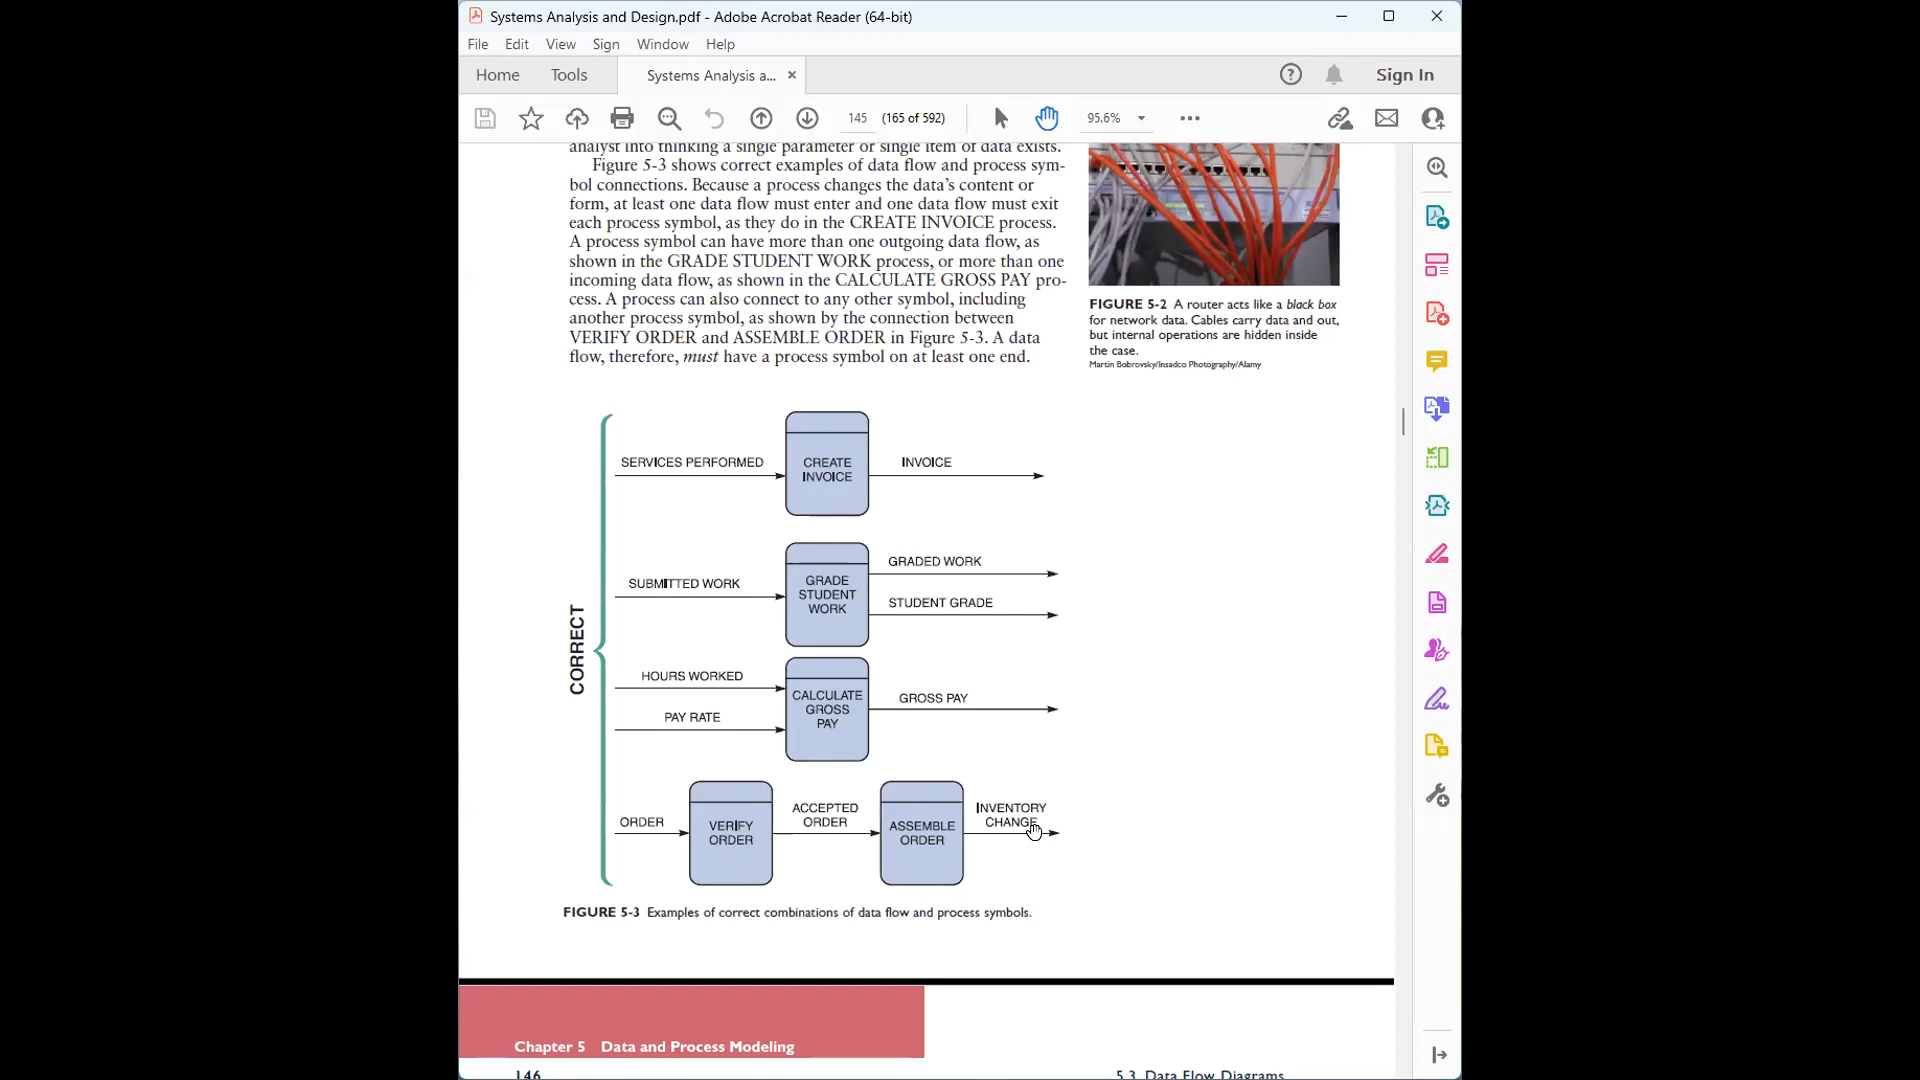 Systems Analysis and Design.pdf - Adobe Acrobat Reader (64-bit)
File Edit View Sign Window Help
Home Tools Systems Analysis a... Sign In
145 (165 of 592) 95.6%
analyst into thinking a single parameter or single item of data exists.
Figure 5-3 shows correct examples of data flow and process sym-
bol connections. Because a process changes the data's content or
form, at least one data flow must enter and one data flow must exit
each process symbol, as they do in the CREATE INVOICE process.
A process symbol can have more than one outgoing data flow, as
shown in the GRADE STUDENT WORK process, or more than one
incoming data flow, as shown in the CALCULATE GROSS PAY pro-
cess. A process can also connect to any other symbol, including
another process symbol, as shown by the connection between
VERIFY ORDER and ASSEMBLE ORDER in Figure 5-3. A data
flow, therefore, must have a process symbol on at least one end.
FIGURE 5-2 A router acts like a black box
for network data. Cables carry data and out,
but internal operations are hidden inside
the case.
Martin Bobrovsky/Insadco Photography/Alamy
CORRECT
SERVICES PERFORMED
CREATE
INVOICE
INVOICE
SUBMITTED WORK
GRADE
STUDENT
WORK
GRADED WORK
STUDENT GRADE
HOURS WORKED
PAY RATE
CALCULATE
GROSS
PAY
GROSS PAY
ORDER
VERIFY
ORDER
ACCEPTED
ORDER
ASSEMBLE
ORDER
INVENTORY
CHANGE
FIGURE 5-3 Examples of correct combinations of data flow and process symbols.
Chapter 5 Data and Process Modeling
146 5.3 Data Flow Diagrams